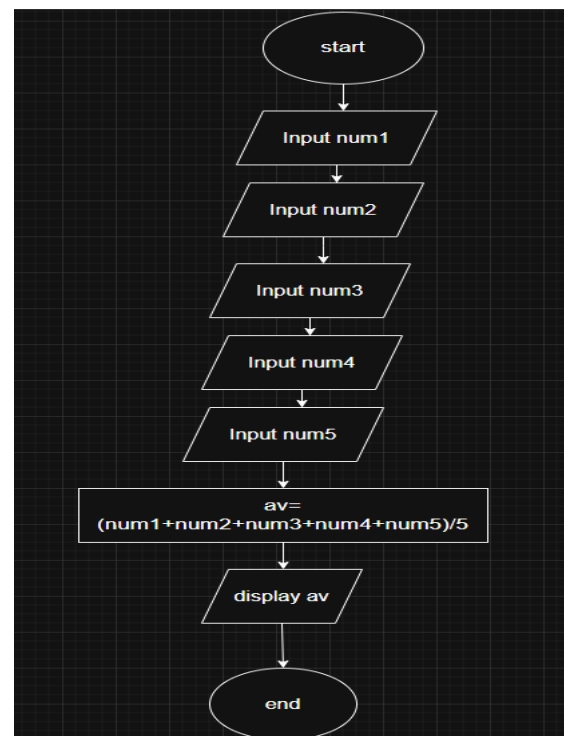 start
Input num1
Input num2
Input num3
Input num4
Input num5
av=
(num1+num2+num3+num4+num5)/5
display av
end